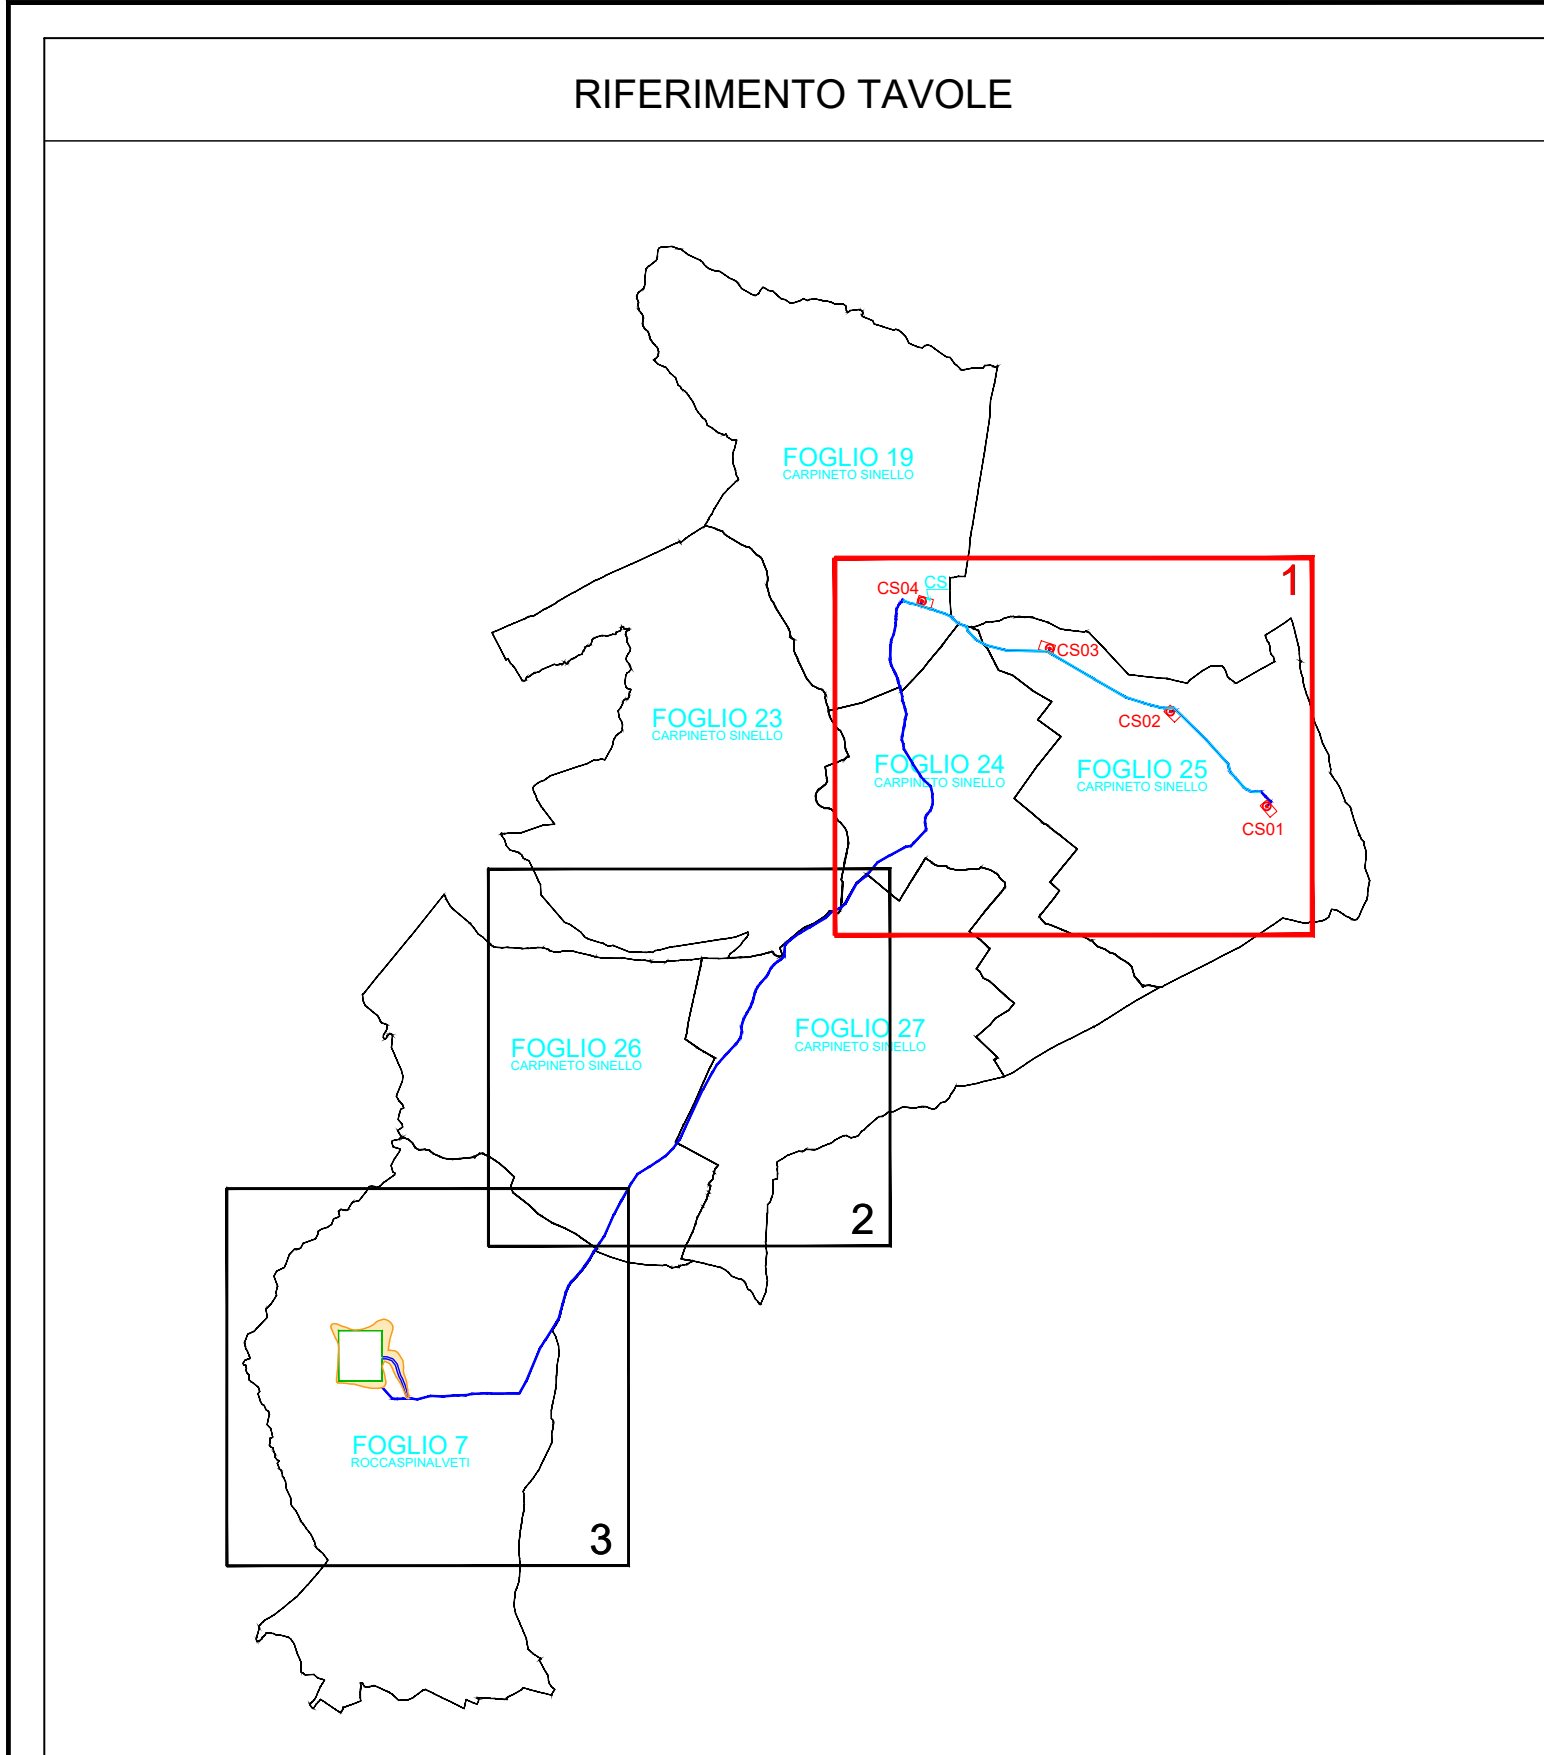 RIFERIMENTO TAVOLE
FOGLIO 19
CARPINETO SINELLO
1
CS04
CS
CS03
FOGLIO 23
CARPINETO SINELLO
CS02
FOGLIO 24
CARPINETO SINELLO
FOGLIO 25
CARPINETO SINELLO
CS01
FOGLIO 27
CARPINETO SINELLO
FOGLIO 26
CARPINETO SINELLO
2
FOGLIO 7
ROCCASPINALVETI
3